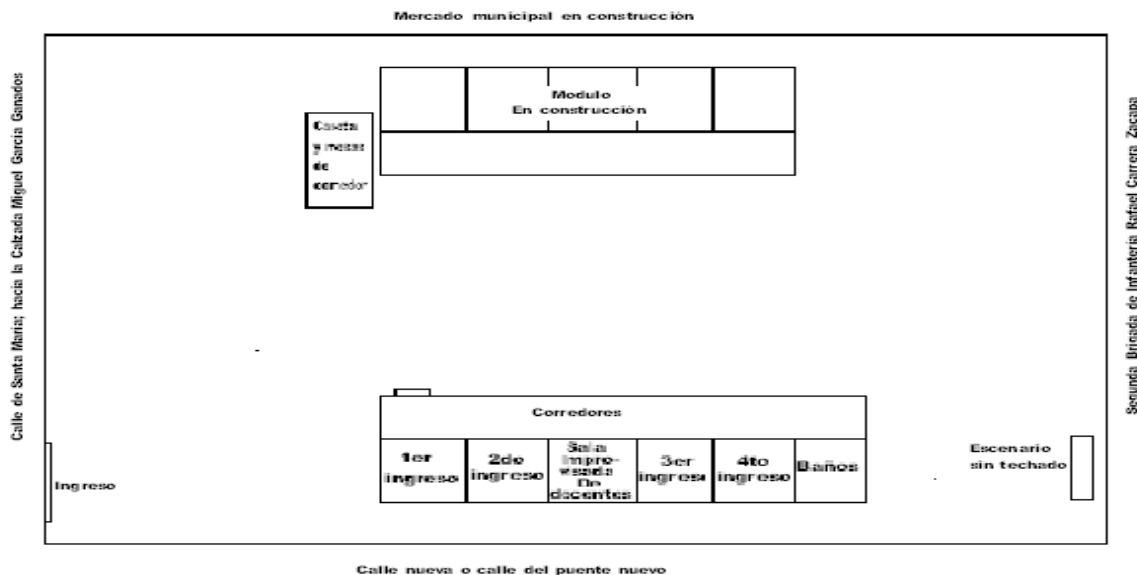 Mercado municipal en construcción
Calle de Santa María; hacia la Calzada Miguel García Ganados
Modulo
En construcción
Caseta
y mesas
de
comedor
Segunda Brigada de Infantería Rafael Carrera Zacapa
Corredores
1er
ingreso
2do
ingreso
Sala
Impro-
visada
De
docentes
3er
ingreso
4to
ingreso
Baños
Escenario
sin techado
Ingreso
Calle nueva o calle del puente nuevo